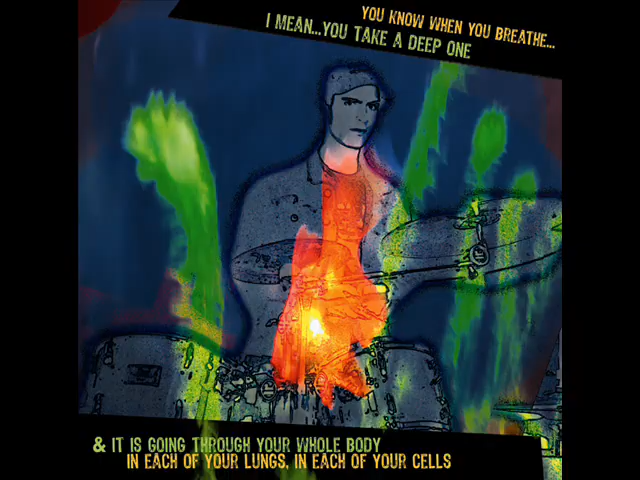 YOU KNOW WHEN YOU BREATHE...
I MEAN...YOU TAKE A DEEP ONE
& IT IS GOING THROUGH YOUR WHOLE BODY
IN EACH OF YOUR LUNGS, IN EACH OF YOUR CELLS